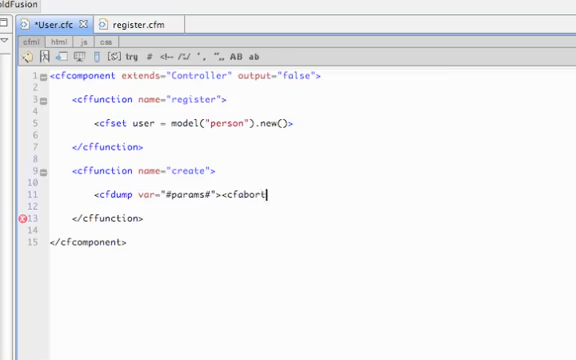 oldFusion
*User.cfc register.cfm
cfml html js css
try # <!-- /:/ ', "„ AB ab
1 <cfcomponent extends="Controller" output="false">
2
3 <cffunction name="register">
4
5 <cfset user = model("person").new()>
6
7 </cffunction>
8
9 <cffunction name="create">
10
11 <cfdump var="#params#"><cfabort
12
13 </cffunction>
14
15 </cfcomponent>